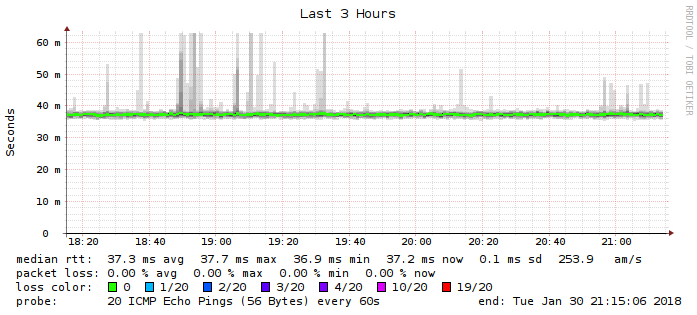 Last 3 Hours
RRDTOOL / TOBI OETIKER
Seconds
60 m
50 m
40 m
30 m
20 m
10 m
0
18:20 18:40 19:00 19:20 19:40 20:00 20:20 20:40 21:00
median rtt: 37.3 ms avg 37.7 ms max 36.9 ms min 37.2 ms now 0.1 ms sd 253.9 am/s
packet loss: 0.00 % avg 0.00 % max 0.00 % min 0.00 % now
loss color: 0 1/20 2/20 3/20 4/20 10/20 19/20
probe: 20 ICMP Echo Pings (56 Bytes) every 60s end: Tue Jan 30 21:15:06 2018